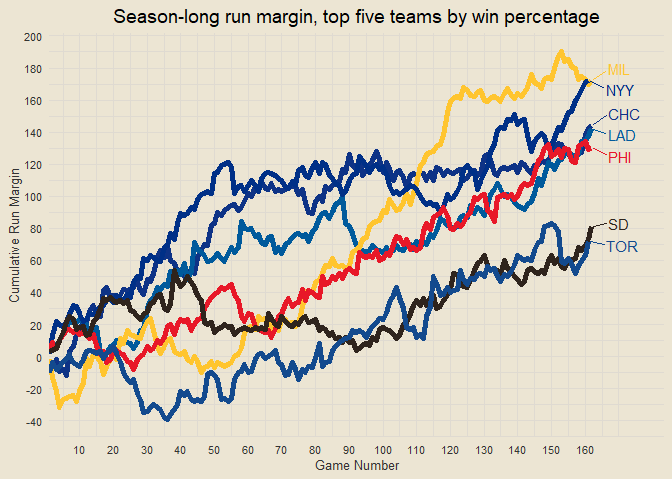 Season-long run margin, top five teams by win percentage
Cumulative Run Margin
200
180
160
140
120
100
80
60
40
20
0
-20
-40
MIL
NYY
CHC
LAD
PHI
SD
TOR
10 20 30 40 50 60 70 80 90 100 110 120 130 140 150 160
Game Number